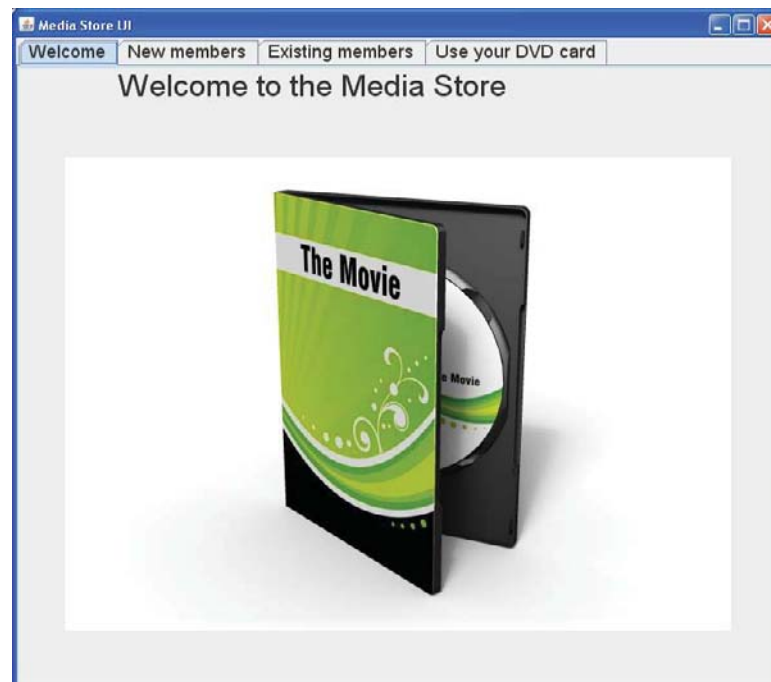 Media Store UI
Welcome New members Existing members Use your DVD card
Welcome to the Media Store
The Movie
Movie